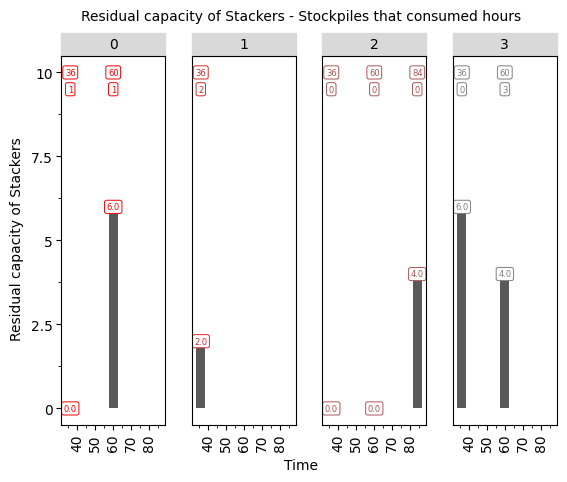 Residual capacity of Stackers - Stockpiles that consumed hours
0 1 2 3
10
7.5
5
2.5
0
Residual capacity of Stackers
36 60 36 36 60 84 36 60
1 1 2 0 0 0 0 3
6.0 6.0
4.0 4.0
2.0
0.0 0.0 0.0
40 50 60 70 80 40 50 60 70 80 40 50 60 70 80 40 50 60 70 80
Time